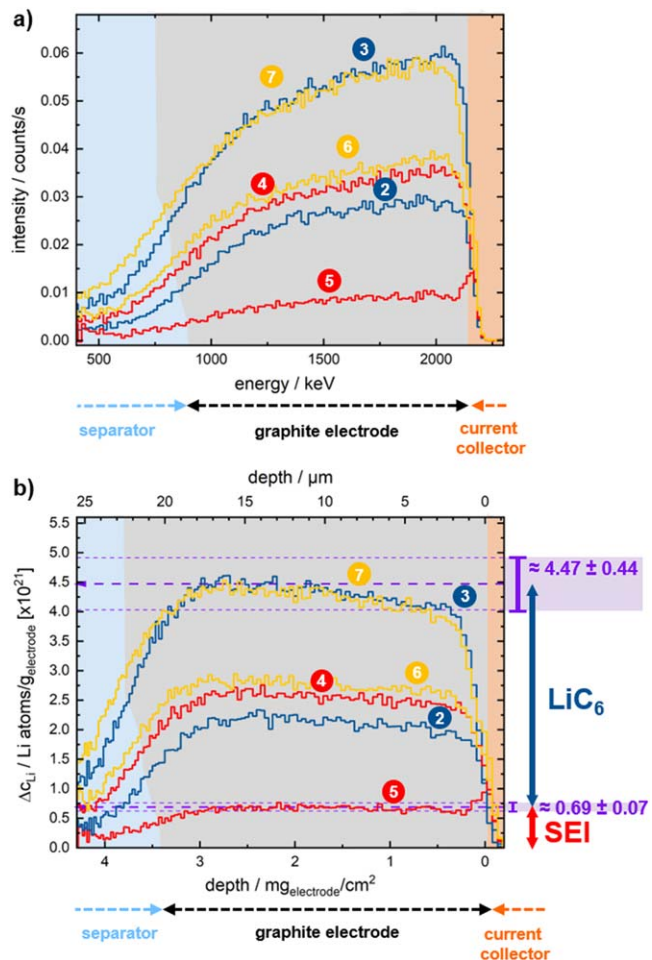 a)
0.06
0.05
0.04
0.03
0.02
0.01
0.00
intensity / counts/s
7
3
6
4
2
5
500 1000 1500 2000
energy / keV
separator graphite electrode current
collector
b)
depth / µm
25 20 15 10 5 0
5.5
5.0
4.5
4.0
3.5
3.0
2.5
2.0
1.5
1.0
0.5
0.0
Δc_Li / Li atoms/g_electrode [x10²¹]
7
3
4
6
2
5
≈ 4.47 ± 0.44
LiC₆
≈ 0.69 ± 0.07
SEI
4 3 2 1 0
depth / mg_electrode/cm²
separator graphite electrode current
collector